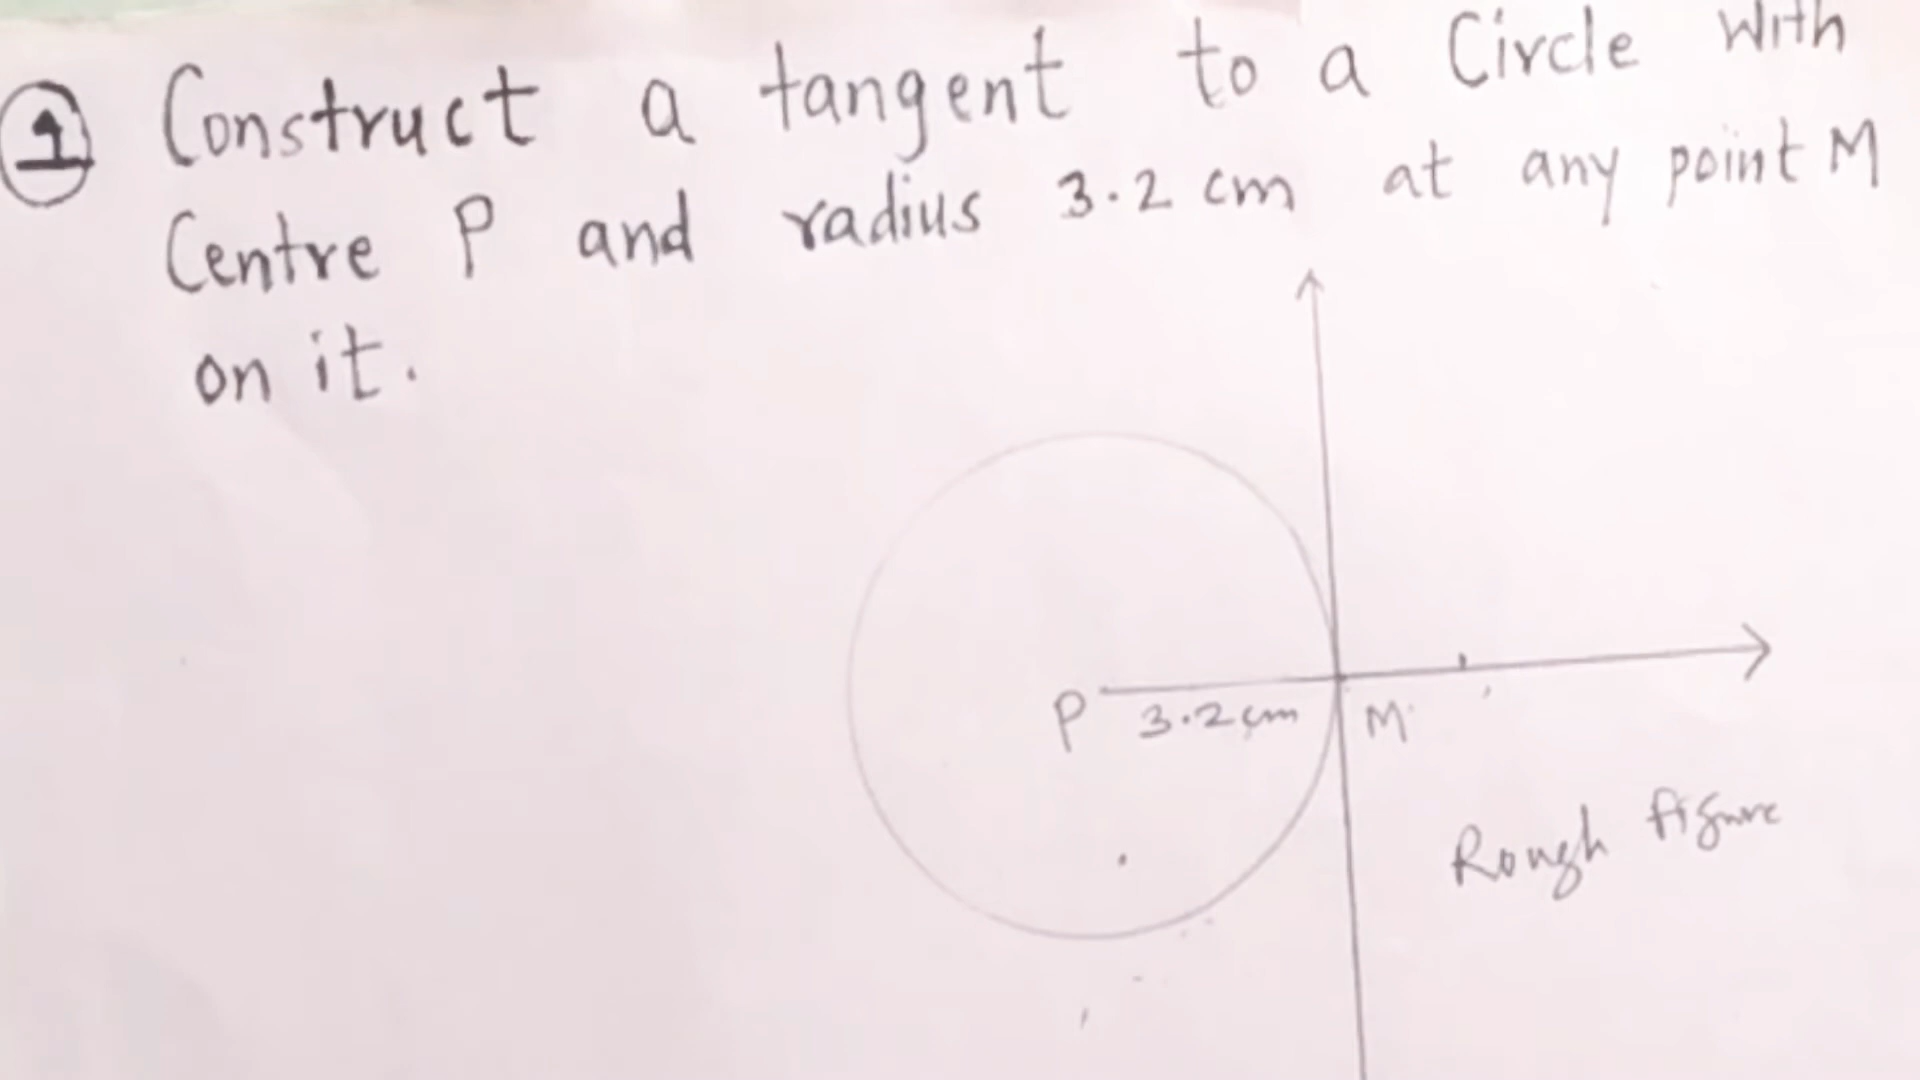 1 Construct a tangent to a Circle With
Centre P and radius 3.2 cm at any point M
on it.
P 3.2cm M
Rough figure